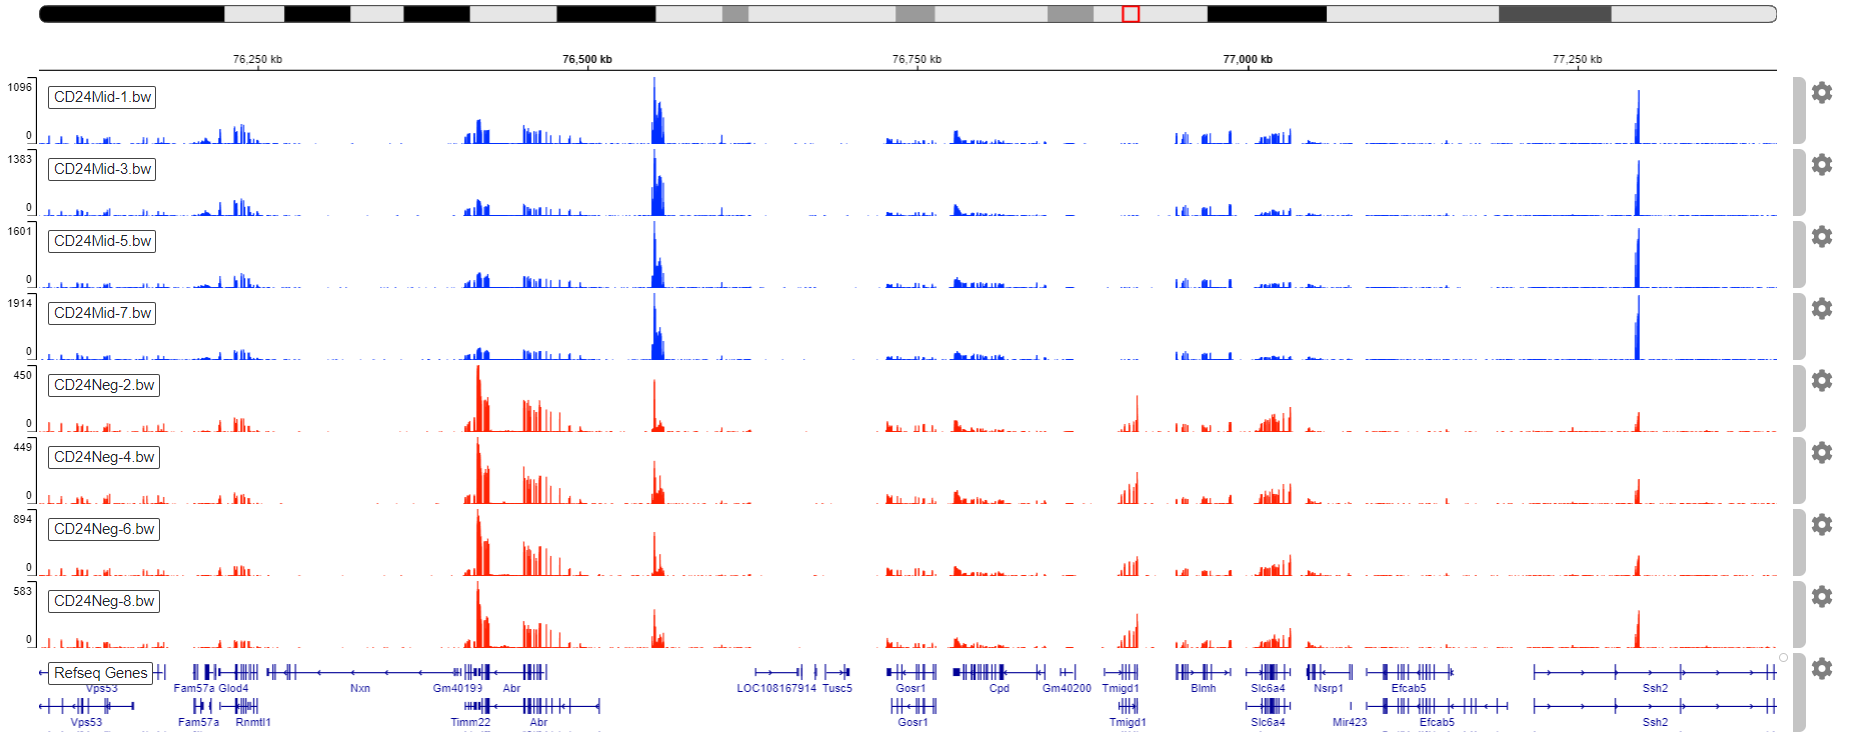 76,250 kb 76,500 kb 76,750 kb 77,000 kb 77,250 kb
1096
CD24Mid-1.bw
0
1383
CD24Mid-3.bw
0
1601
CD24Mid-5.bw
0
1914
CD24Mid-7.bw
0
450
CD24Neg-2.bw
0
449
CD24Neg-4.bw
0
894
CD24Neg-6.bw
0
583
CD24Neg-8.bw
0
Refseq Genes
Vps53 Fam57a Glod4 Nxn Gm40199 Abr LOC108167914 Tusc5 Gosr1 Cpd Gm40200 Tmigd1 Blmh Slc6a4 Nsrp1 Efcab5 Ssh2
Vps53 Fam57a Rnmtl1 Timm22 Abr Gosr1 Tmigd1 Slc6a4 Mir423 Efcab5 Ssh2